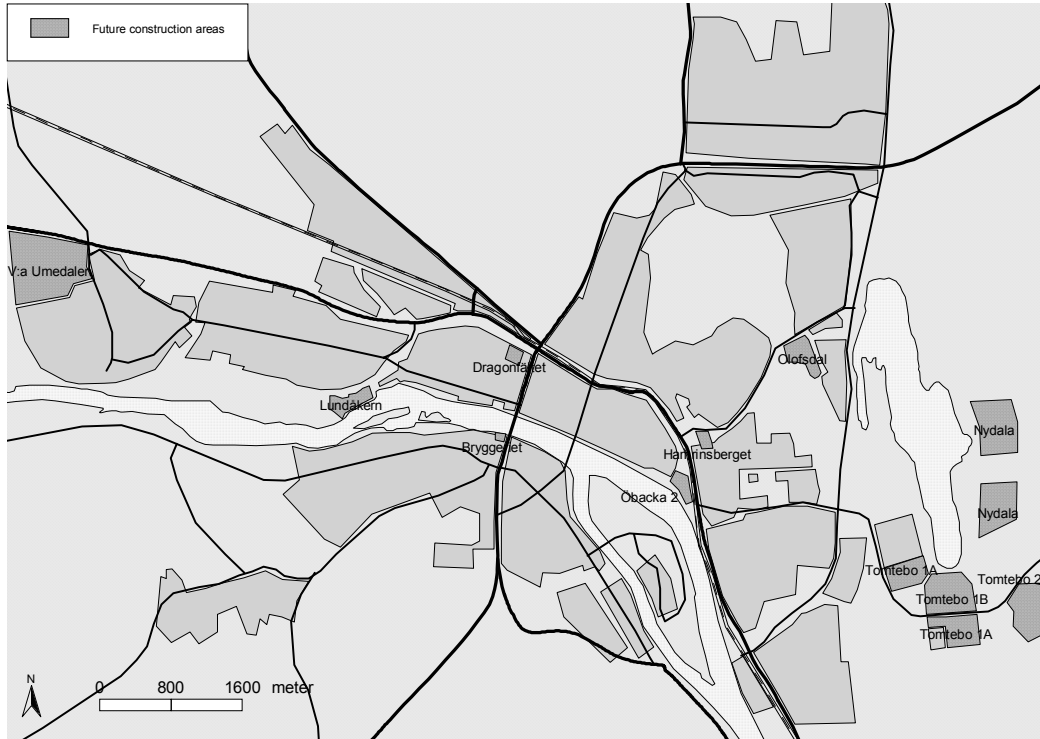 Future construction areas
V:a Umedalen
Dragonfältet
Olofsdal
Lundåkern
Nydala
Bryggeriet
Hamrinsberget
Öbacka 2
Nydala
Tomtebo 1A
Tomtebo 2
Tomtebo 1B
Tomtebo 1A
N
0 800 1600 meter